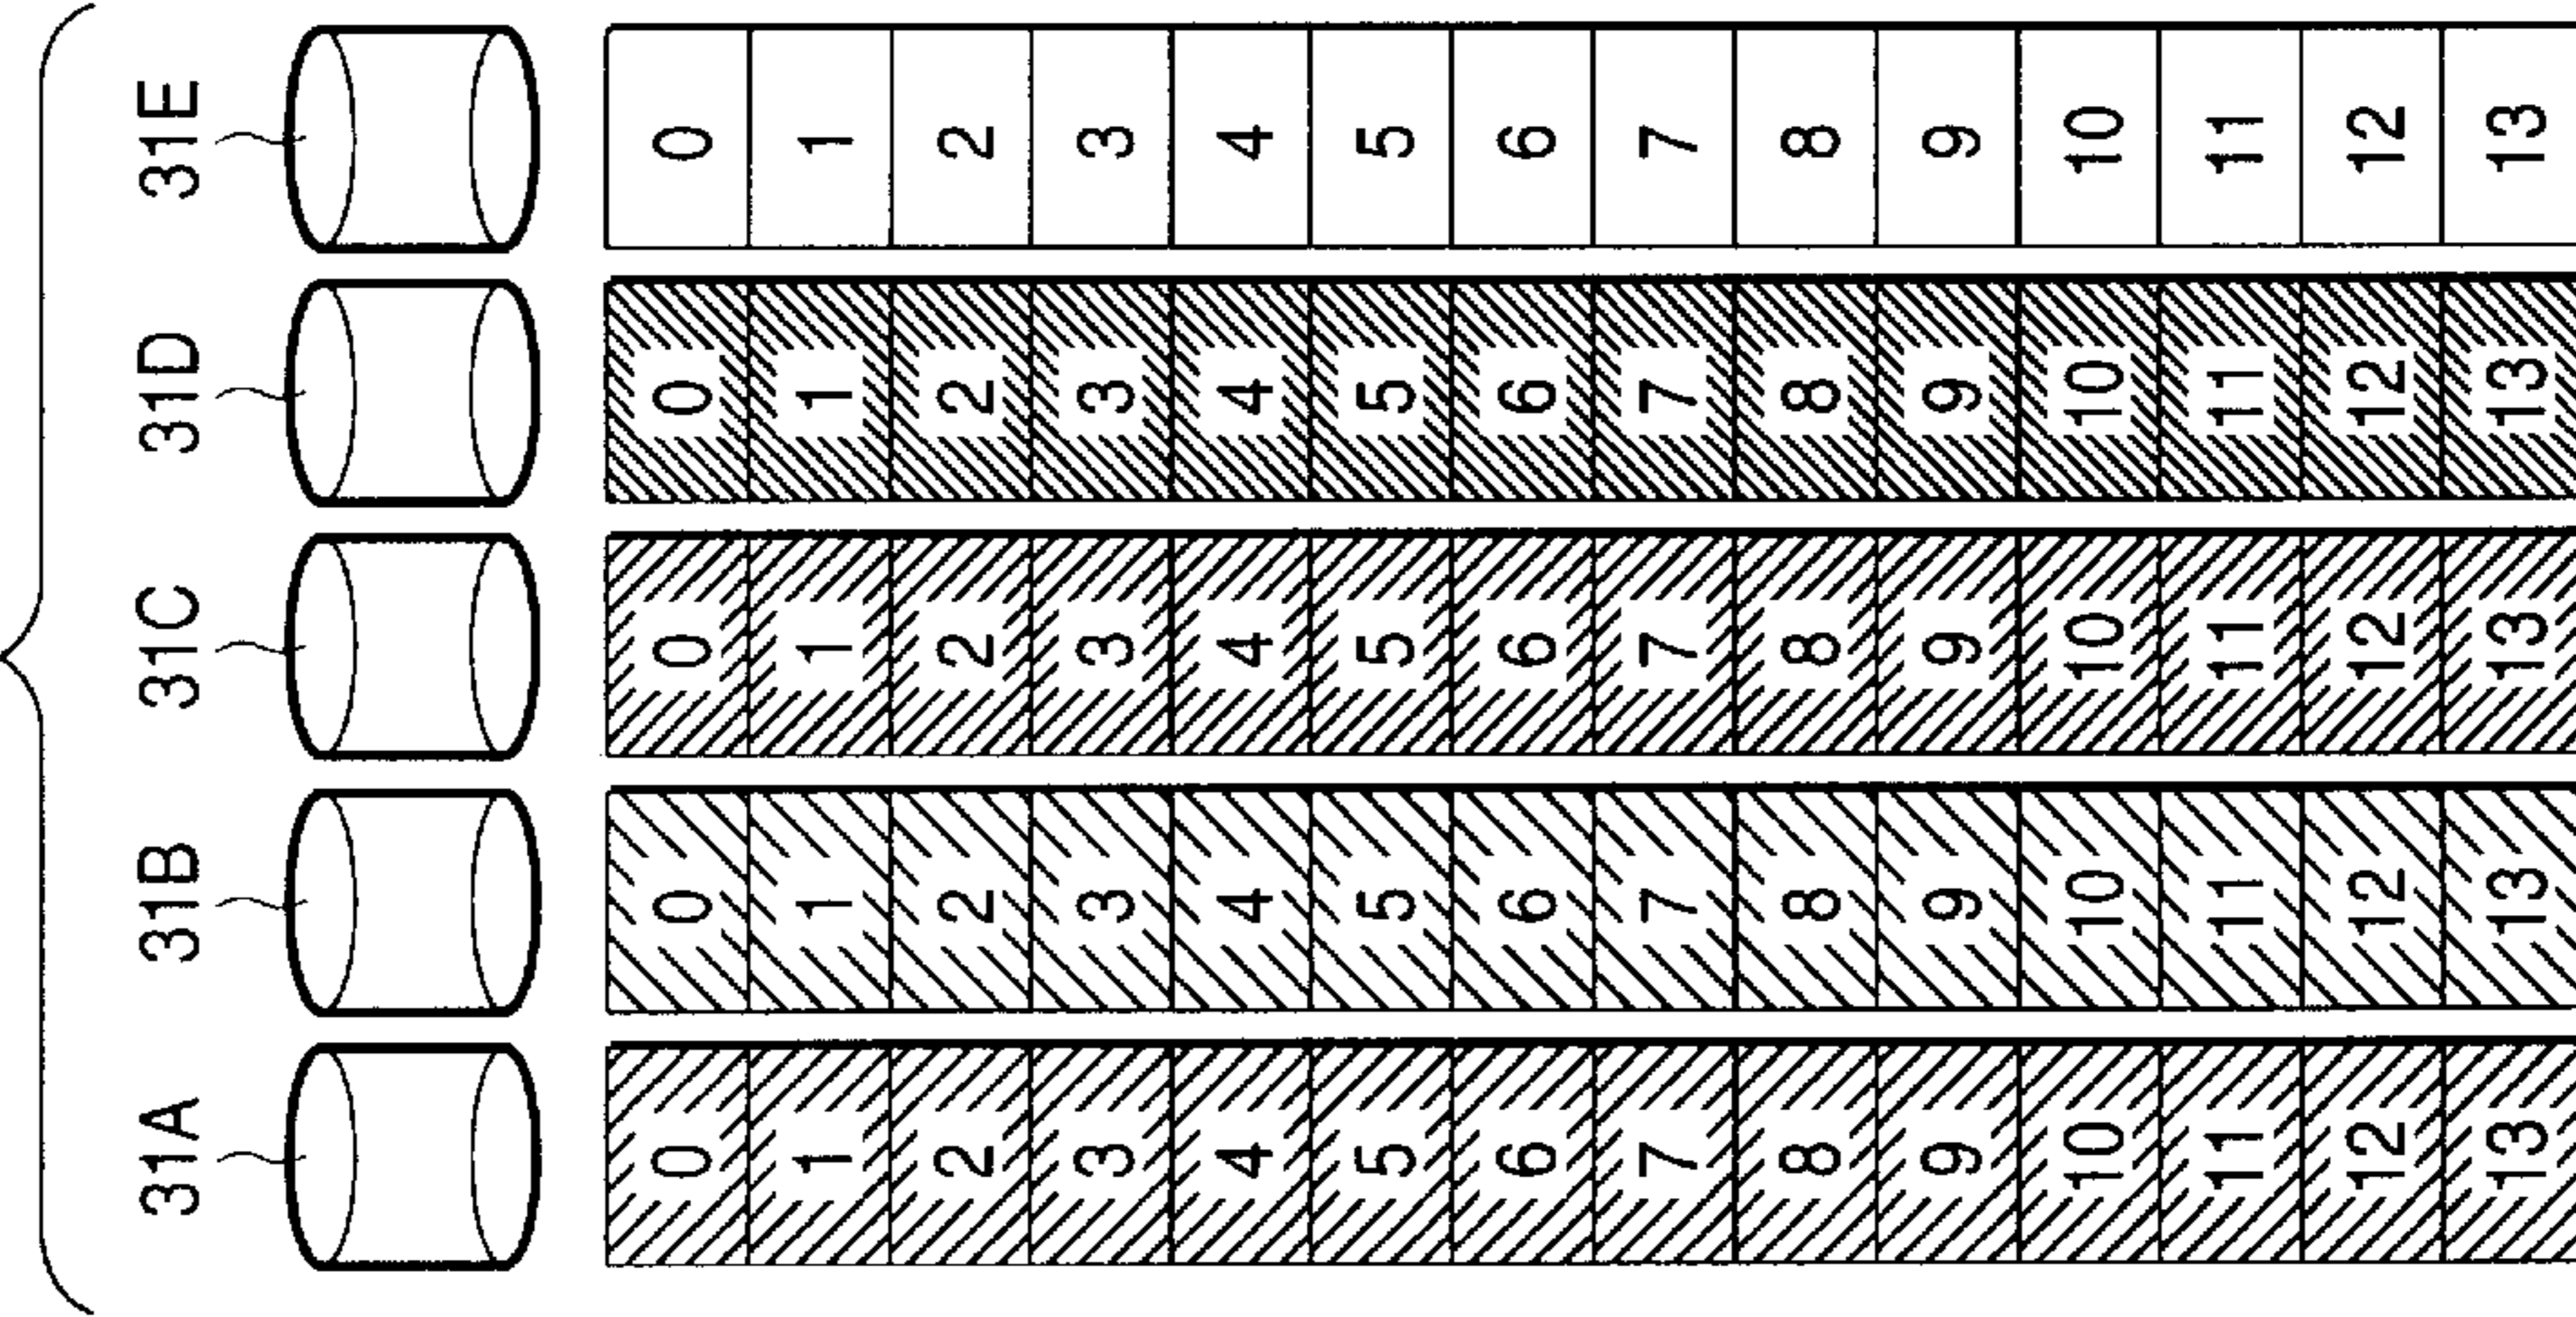 31A 31B 31C 31D 31E
0 0 0 0 0
1 1 1 1 1
2 2 2 2 2
3 3 3 3 3
4 4 4 4 4
5 5 5 5 5
6 6 6 6 6
7 7 7 7 7
8 8 8 8 8
9 9 9 9 9
10 10 10 10 10
11 11 11 11 11
12 12 12 12 12
13 13 13 13 13